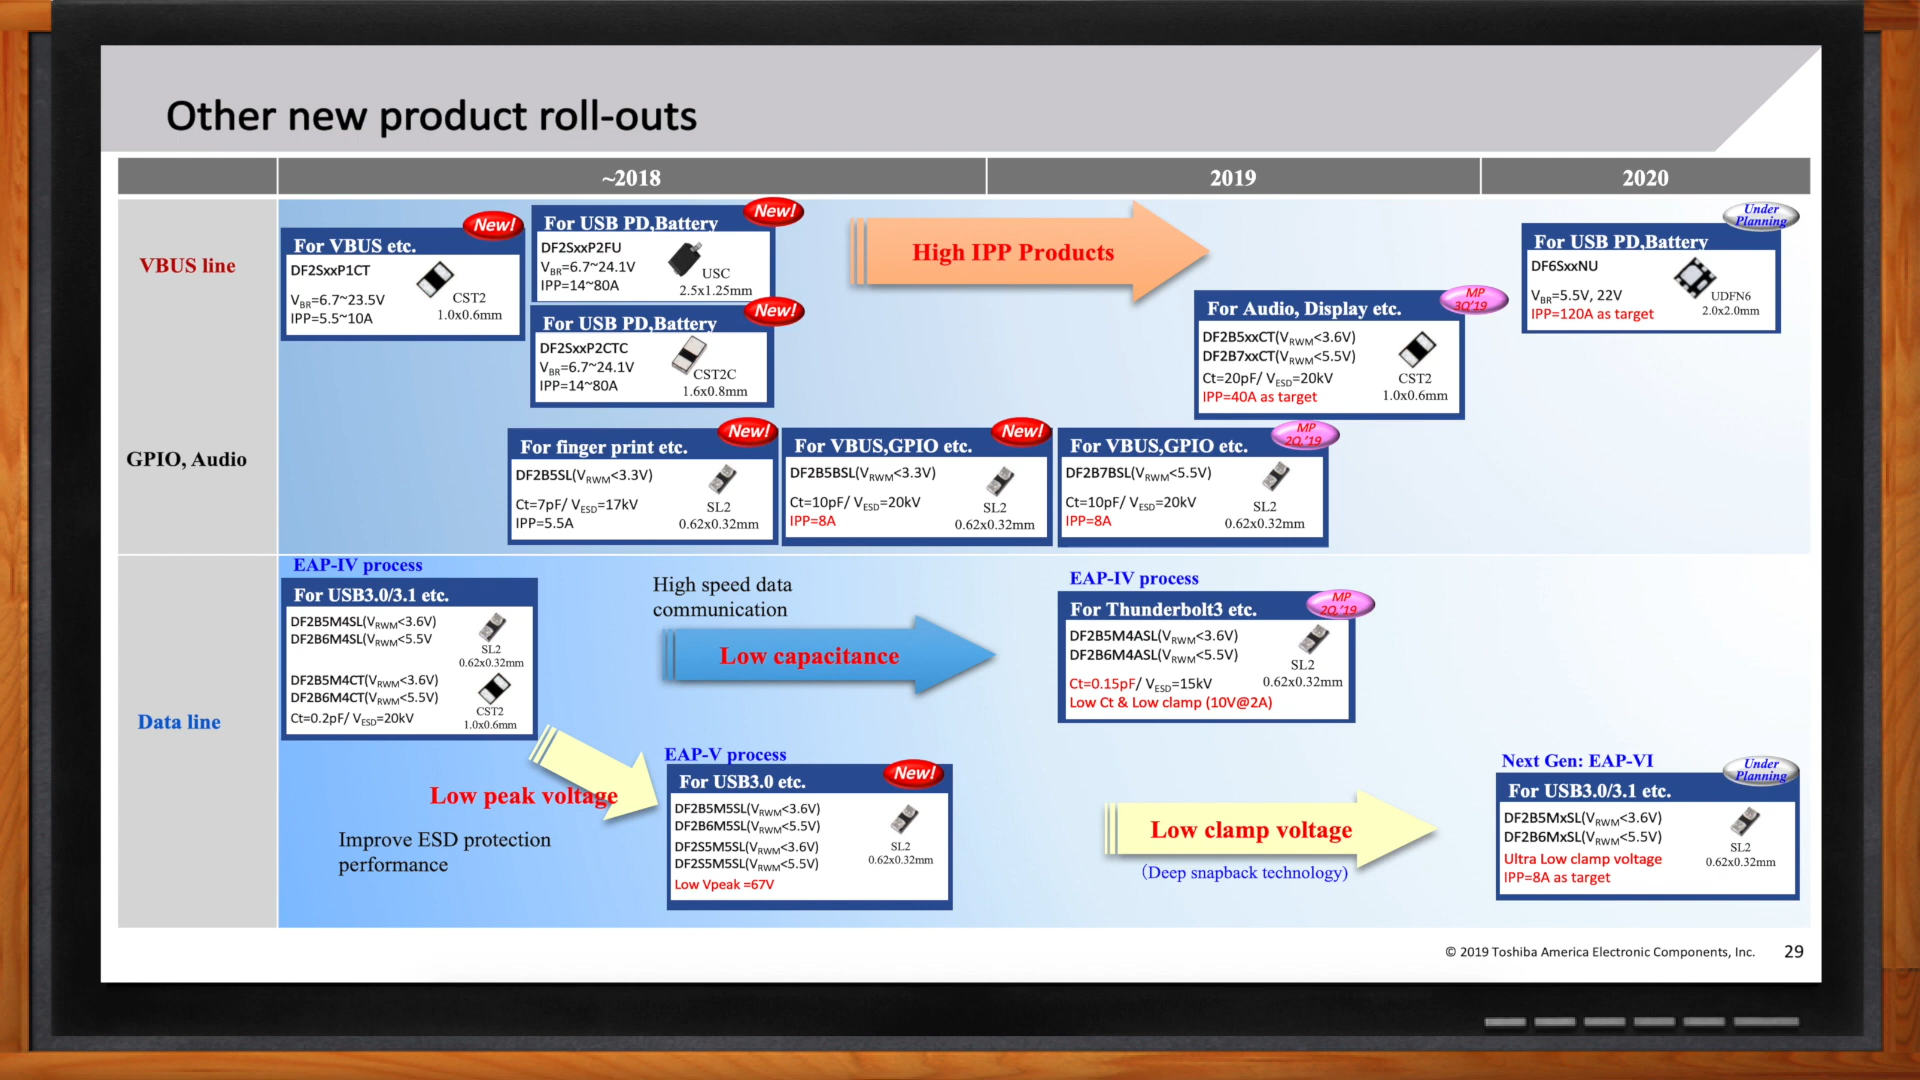 Other new product roll-outs
~2018
2019
2020
VBUS line
New!
For VBUS etc.
DF2SxxP1CT
VBR=6.7~23.5V
IPP=5.5~10A
CST2
1.0x0.6mm
New!
For USB PD,Battery
DF2SxxP2FU
VBR=6.7~24.1V
IPP=14~80A
USC
2.5x1.25mm
New!
For USB PD,Battery
DF2SxxP2CTC
VBR=6.7~24.1V
IPP=14~80A
CST2C
1.6x0.8mm
High IPP Products
MP
3Q'19
For Audio, Display etc.
DF2B5xxCT(VRWM<3.6V)
DF2B7xxCT(VRWM<5.5V)
Ct=20pF/ VESD=20kV
IPP=40A as target
CST2
1.0x0.6mm
Under
Planning
For USB PD,Battery
DF6SxxNU
VBR=5.5V, 22V
IPP=120A as target
UDFN6
2.0x2.0mm
GPIO, Audio
New!
For finger print etc.
DF2B5SL(VRWM<3.3V)
Ct=7pF/ VESD=17kV
IPP=5.5A
SL2
0.62x0.32mm
New!
For VBUS,GPIO etc.
DF2B5BSL(VRWM<3.3V)
Ct=10pF/ VESD=20kV
IPP=8A
SL2
0.62x0.32mm
MP
2Q,'19
For VBUS,GPIO etc.
DF2B7BSL(VRWM<5.5V)
Ct=10pF/ VESD=20kV
IPP=8A
SL2
0.62x0.32mm
Data line
EAP-IV process
For USB3.0/3.1 etc.
DF2B5M4SL(VRWM<3.6V)
DF2B6M4SL(VRWM<5.5V
SL2
0.62x0.32mm
DF2B5M4CT(VRWM<3.6V)
DF2B6M4CT(VRWM<5.5V)
Ct=0.2pF/ VESD=20kV
CST2
1.0x0.6mm
High speed data
communication
Low capacitance
EAP-IV process
MP
2Q,'19
For Thunderbolt3 etc.
DF2B5M4ASL(VRWM<3.6V)
DF2B6M4ASL(VRWM<5.5V)
Ct=0.15pF/ VESD=15kV
Low Ct & Low clamp (10V@2A)
SL2
0.62x0.32mm
Low peak voltage
Improve ESD protection
performance
EAP-V process
New!
For USB3.0 etc.
DF2B5M5SL(VRWM<3.6V)
DF2B6M5SL(VRWM<5.5V)
DF2S5M5SL(VRWM<3.6V)
DF2S5M5SL(VRWM<5.5V)
Low Vpeak =67V
SL2
0.62x0.32mm
Low clamp voltage
(Deep snapback technology)
Next Gen: EAP-VI
Under
Planning
For USB3.0/3.1 etc.
DF2B5MxSL(VRWM<3.6V)
DF2B6MxSL(VRWM<5.5V)
Ultra Low clamp voltage
IPP=8A as target
SL2
0.62x0.32mm
© 2019 Toshiba America Electronic Components, Inc.
29